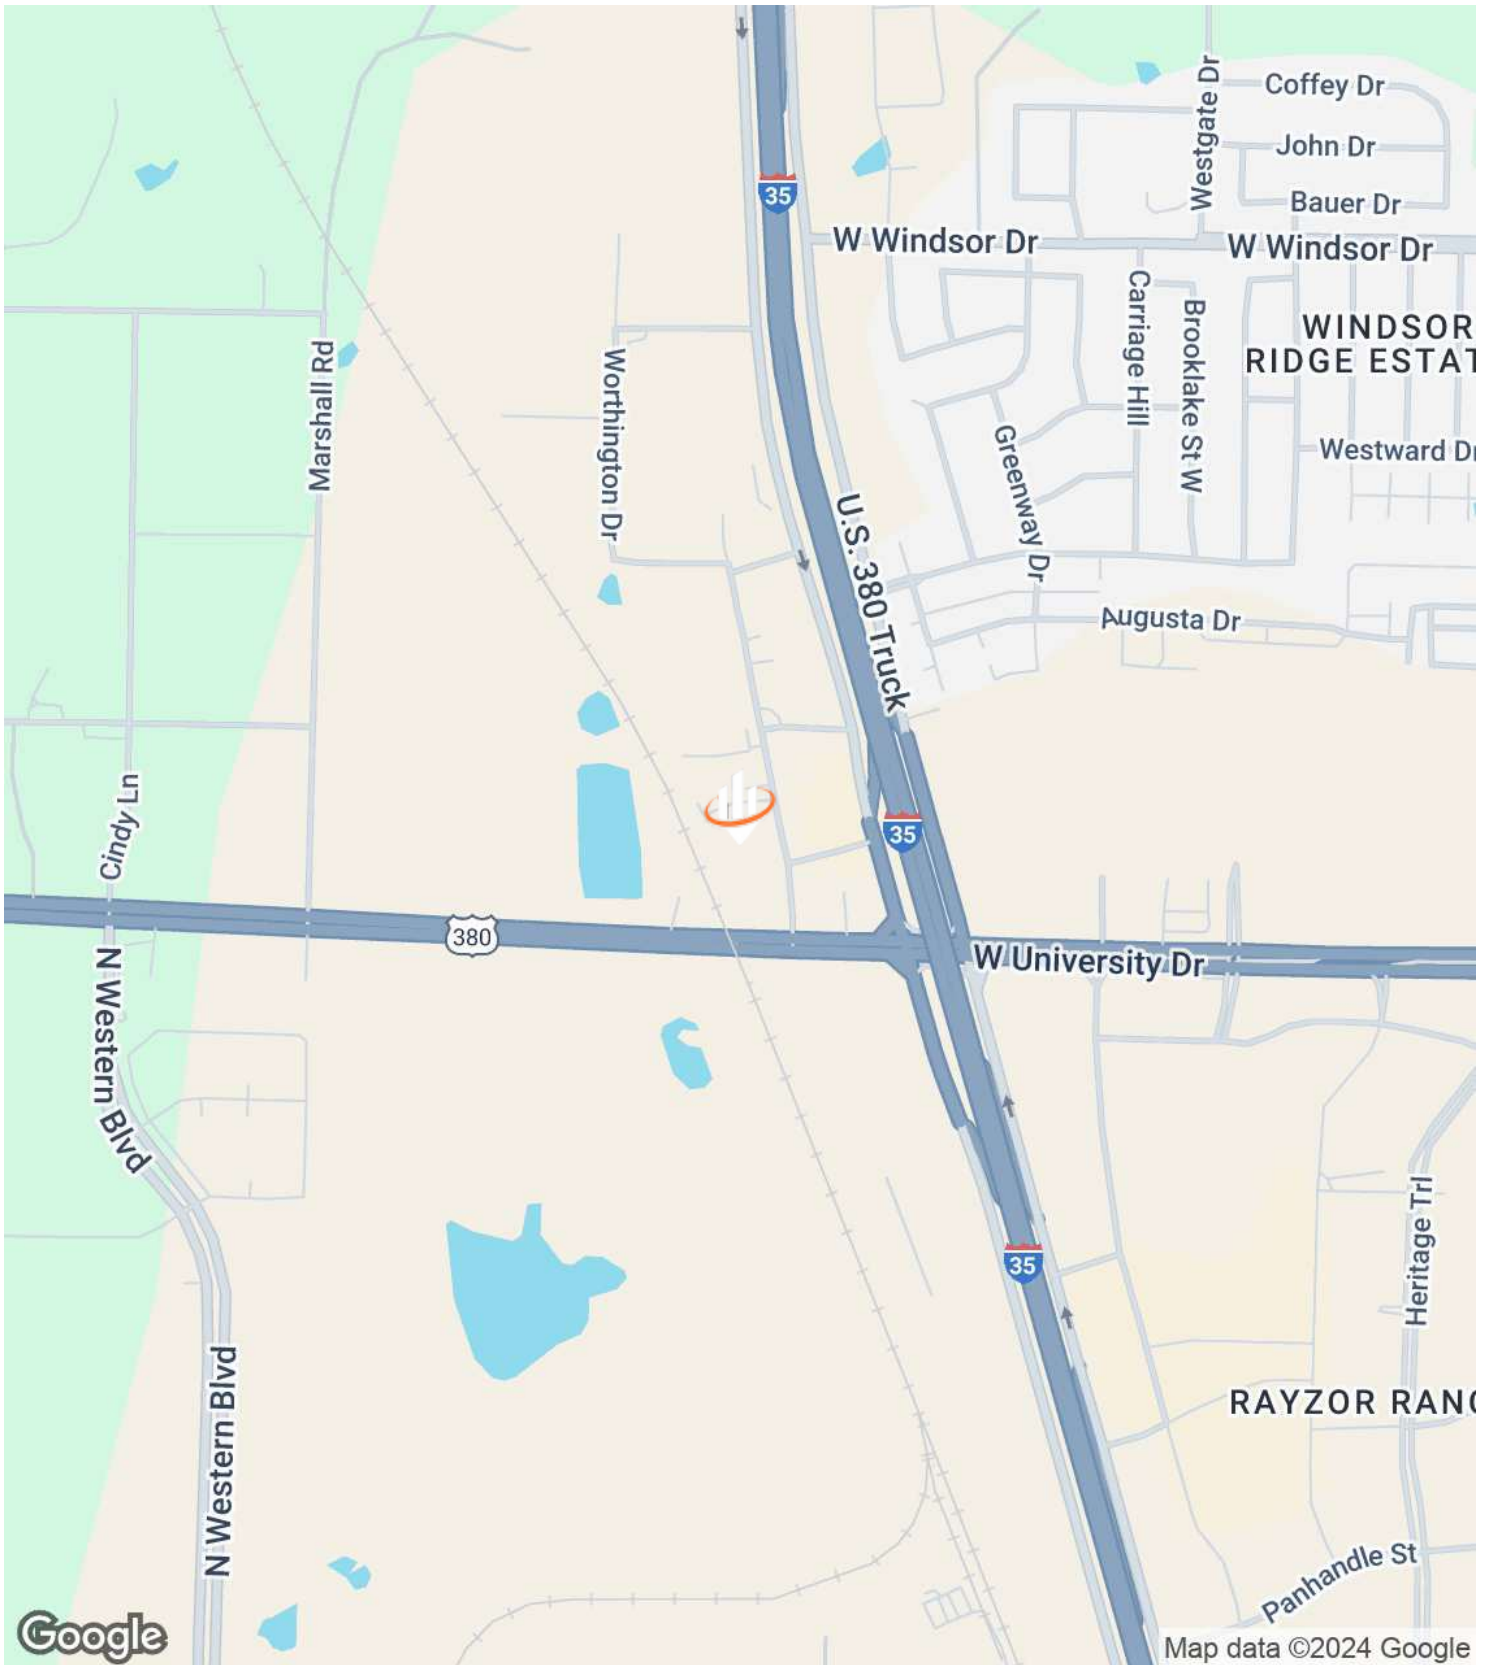 Coffey Dr
Westgate Dr
John Dr
35
Bauer Dr
W Windsor Dr
W Windsor Dr
Carriage Hill
Brooklake St W
WINDSOR
RIDGE ESTAT
Marshall Rd
Worthington Dr
Greenway Dr
Westward Dr
U.S. 380 Truck
Augusta Dr
Cindy Ln
35
380
W University Dr
N Western Blvd
Heritage Trl
35
N Western Blvd
RAYZOR RANC
Panhandle St
Google
Map data ©2024 Google